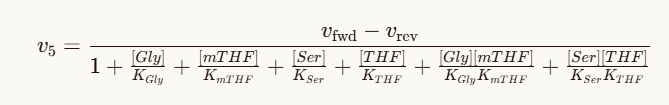 v_5 = \frac{v_{\text{fwd}} - v_{\text{rev}}}{1 + \frac{[Gly]}{K_{Gly}} + \frac{[mTHF]}{K_{mTHF}} + \frac{[Ser]}{K_{Ser}} + \frac{[THF]}{K_{THF}} + \frac{[Gly][mTHF]}{K_{Gly}K_{mTHF}} + \frac{[Ser][THF]}{K_{Ser}K_{THF}}}